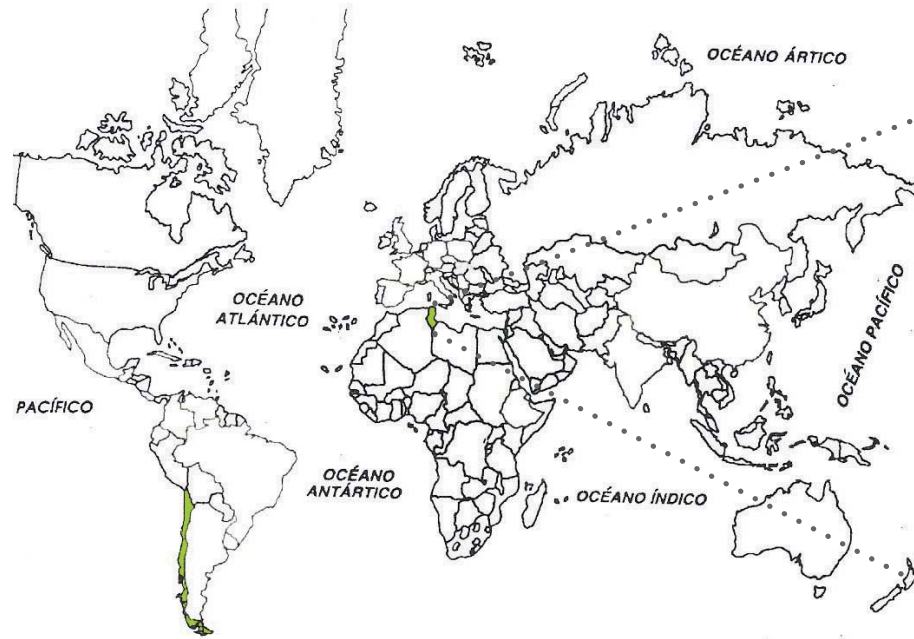 OCÉANO ÁRTICO
OCÉANO
ATLÁNTICO
OCÉANO PACÍFICO
PACÍFICO
OCÉANO
ANTÁRTICO
OCÉANO ÍNDICO